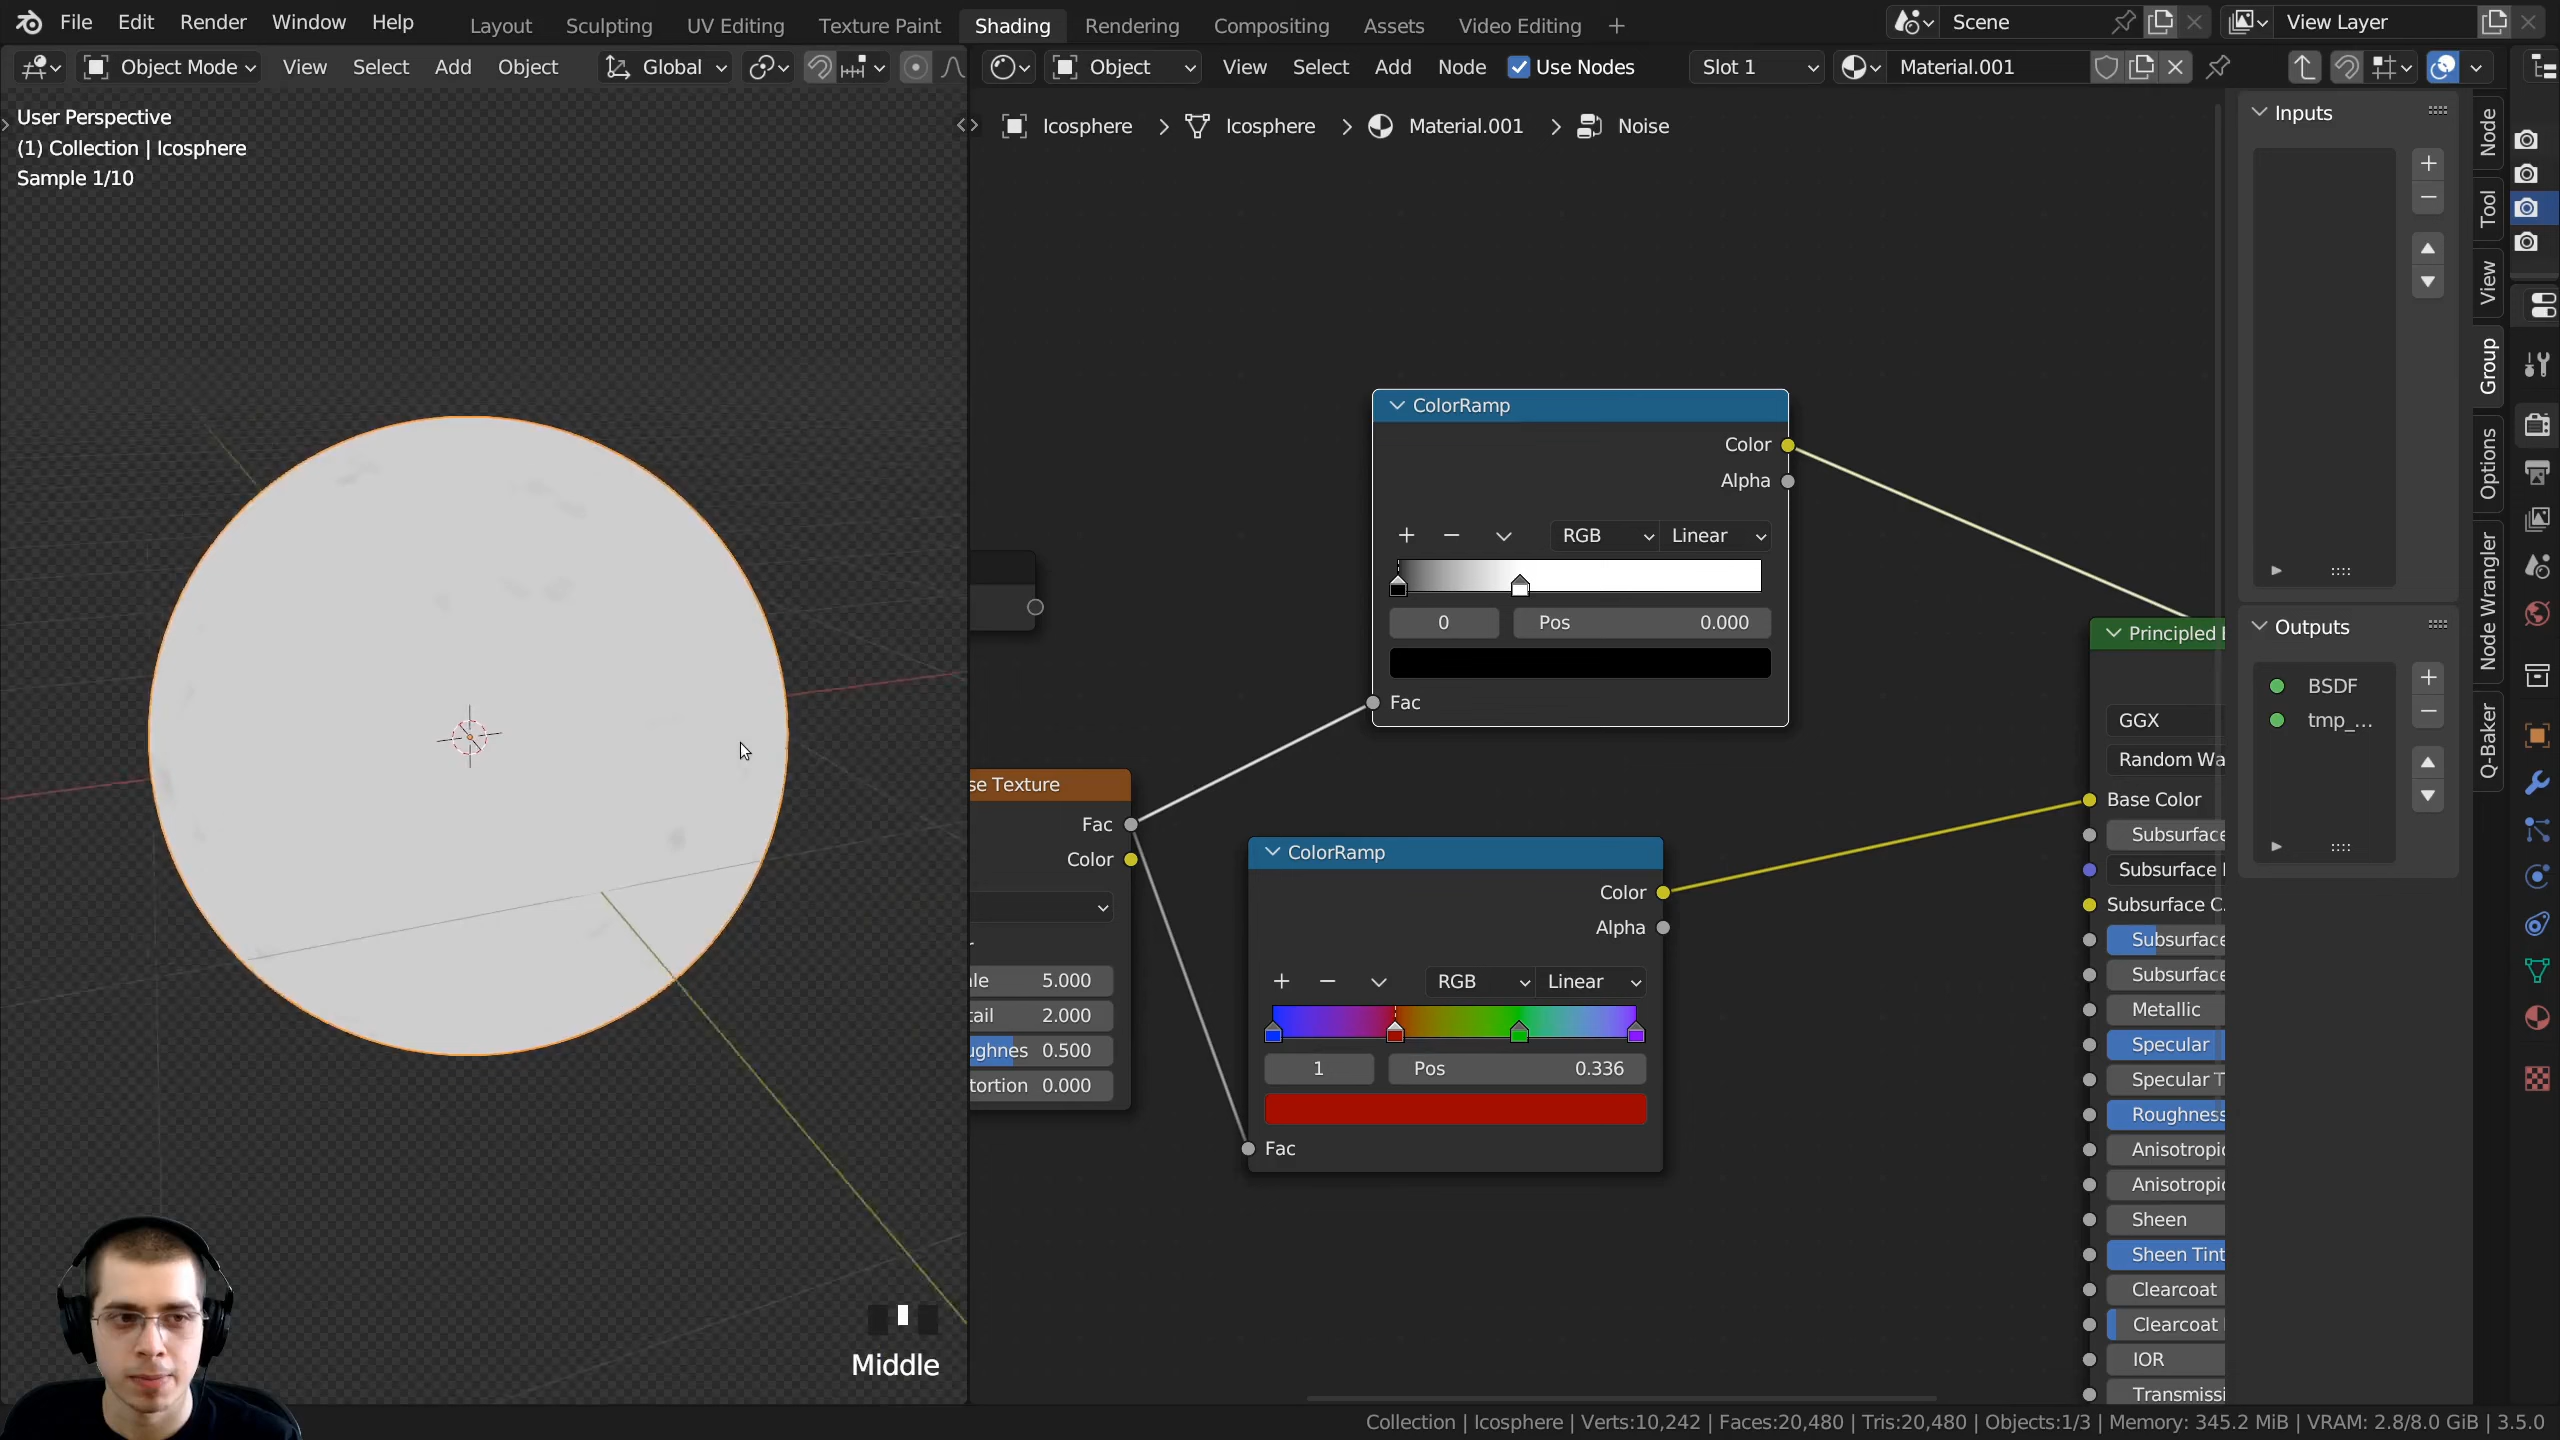 File Edit Render Window Help Layout Sculpting UV Editing Texture Paint Shading Rendering Compositing Assets Video Editing + Scene View Layer
Object Mode View Select Add Object Global Object View Select Add Node Use Nodes Slot 1 Material.001
User Perspective
(1) Collection | Icosphere
Sample 1/10
Icosphere > Icosphere > Material.001 > Noise
ColorRamp
Color
Alpha
RGB Linear
0 Pos 0.000
Fac
se Texture
Fac
Color
le 5.000
tail 2.000
ughnes 0.500
tortion 0.000
ColorRamp
Color
Alpha
RGB Linear
1 Pos 0.336
Fac
Principled B
GGX
Random Wa
Base Color
Subsurface
Subsurface
Subsurface C.
Subsurface
Subsurface
Metallic
Specular
Specular T
Roughness
Anisotropic
Anisotropic
Sheen
Sheen Tint
Clearcoat
Clearcoat
IOR
Transmissi
Inputs
Outputs
BSDF
tmp_...
Node
Tool
View
Group
Options
Node Wrangler
Q-Baker
Middle
Collection | Icosphere | Verts:10,242 | Faces:20,480 | Tris:20,480 | Objects:1/3 | Memory: 345.2 MiB | VRAM: 2.8/8.0 GiB | 3.5.0